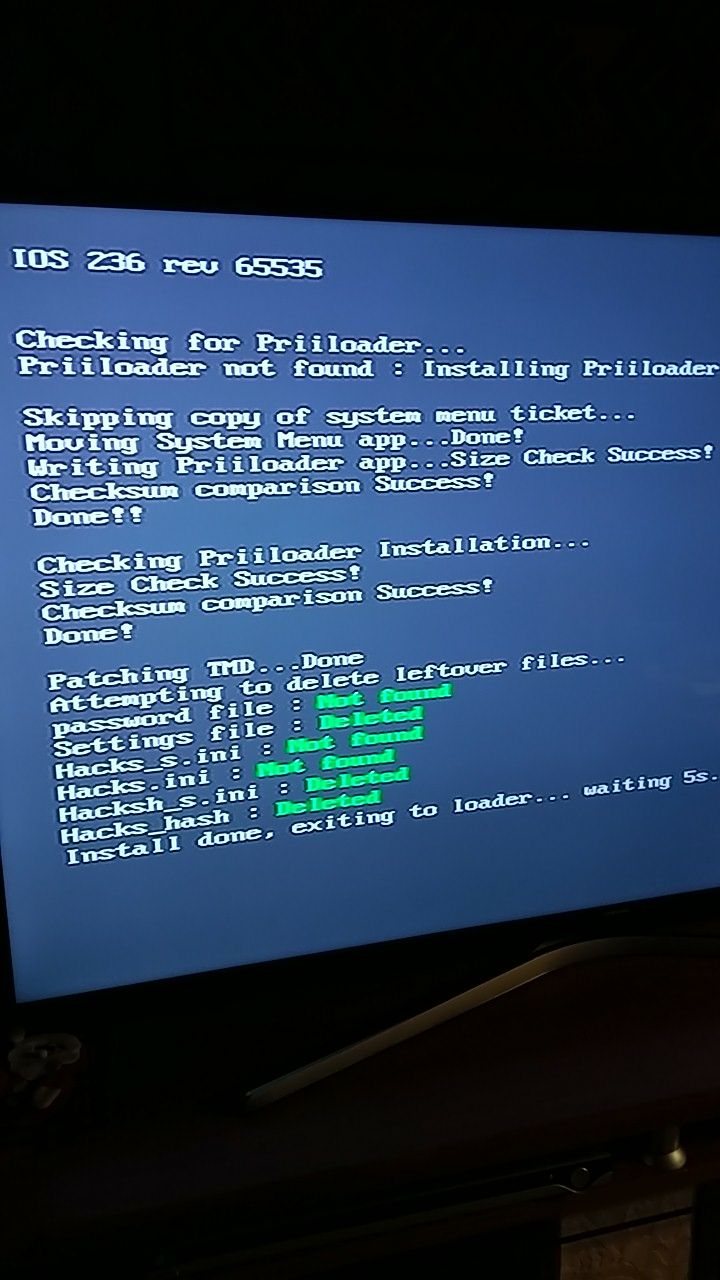 IOS 236 rev 65535
Checking for Priiloader...
Priiloader not found : Installing Priiloader
Skipping copy of system menu ticket...
Moving System Menu app...Done!
Writing Priiloader app...Size Check Success!
Checksum comparison Success!
Done!!
Checking Priiloader Installation...
Size Check Success!
Checksum comparison Success!
Done!
Patching TMD...Done
Attempting to delete leftover files...
password file : Not found
Settings file : Deleted
Hacks_s.ini : Not found
Hacks.ini : Not found
Hacksh_s.ini : Deleted
Hacks_hash : Deleted
Install done, exiting to loader... waiting 5s.